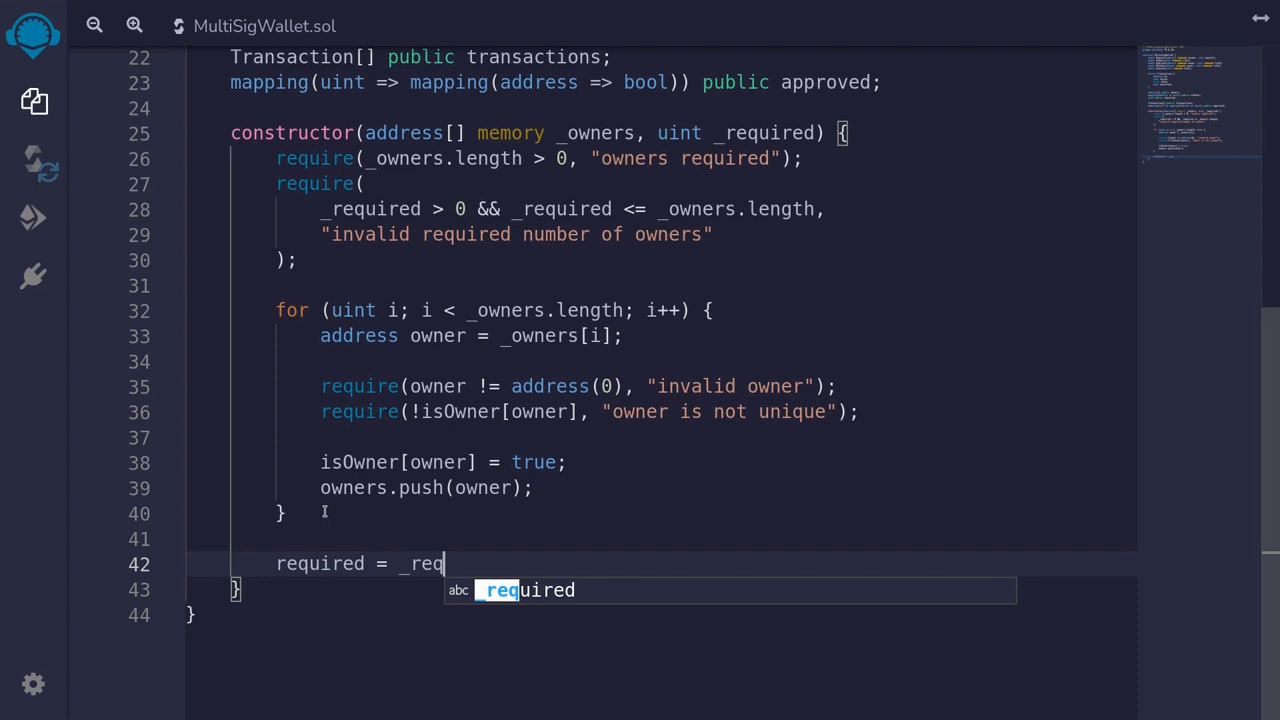 MultiSigWallet.sol
22 Transaction[] public transactions;
23 mapping(uint => mapping(address => bool)) public approved;
24
25 constructor(address[] memory _owners, uint _required) {
26 require(_owners.length > 0, "owners required");
27 require(
28 _required > 0 && _required <= _owners.length,
29 "invalid required number of owners"
30 );
31
32 for (uint i; i < _owners.length; i++) {
33 address owner = _owners[i];
34
35 require(owner != address(0), "invalid owner");
36 require(!isOwner[owner], "owner is not unique");
37
38 isOwner[owner] = true;
39 owners.push(owner);
40 }
41
42 required = _req
abc _required
43 }
44 }